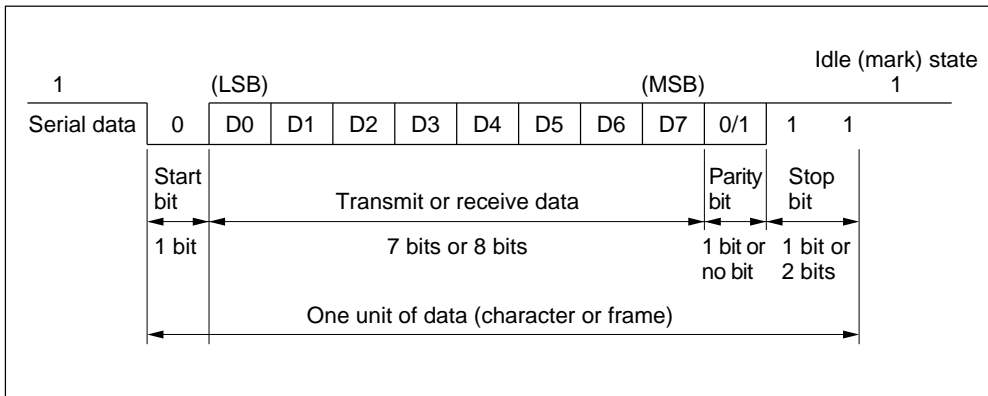 Idle (mark) state
1 (LSB) (MSB) 1
Serial data 0 D0 D1 D2 D3 D4 D5 D6 D7 0/1 1 1
Start bit
Transmit or receive data
Parity bit
Stop bit
1 bit
7 bits or 8 bits
1 bit or no bit
1 bit or 2 bits
One unit of data (character or frame)